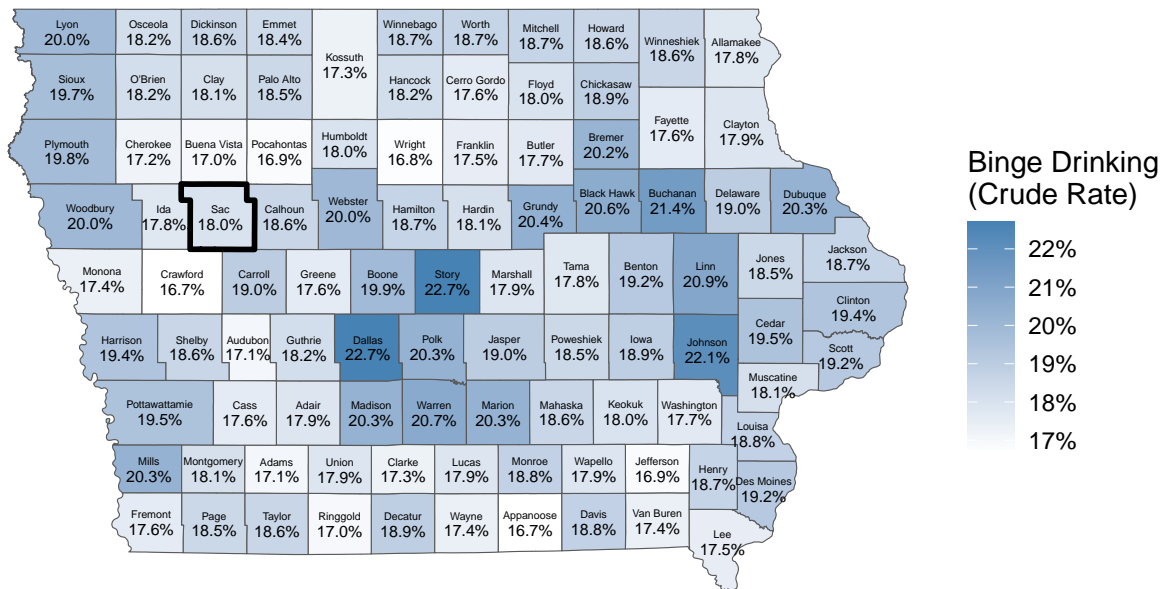 Lyon
20.0%
Osceola
18.2%
Dickinson
18.6%
Emmet
18.4%
Kossuth
17.3%
Winnebago
18.7%
Worth
18.7%
Mitchell
18.7%
Howard
18.6%
Winneshiek
18.6%
Allamakee
17.8%
Sioux
19.7%
O'Brien
18.2%
Clay
18.1%
Palo Alto
18.5%
Hancock
18.2%
Cerro Gordo
17.6%
Floyd
18.0%
Chickasaw
18.9%
Fayette
17.6%
Clayton
17.9%
Plymouth
19.8%
Cherokee
17.2%
Buena Vista
17.0%
Pocahontas
16.9%
Humboldt
18.0%
Wright
16.8%
Franklin
17.5%
Butler
17.7%
Bremer
20.2%
Woodbury
20.0%
Ida
17.8%
Sac
18.0%
Calhoun
18.6%
Webster
20.0%
Hamilton
18.7%
Hardin
18.1%
Grundy
20.4%
Black Hawk
20.6%
Buchanan
21.4%
Delaware
19.0%
Dubuque
20.3%
Monona
17.4%
Crawford
16.7%
Carroll
19.0%
Greene
17.6%
Boone
19.9%
Story
22.7%
Marshall
17.9%
Tama
17.8%
Benton
19.2%
Linn
20.9%
Jones
18.5%
Jackson
18.7%
Clinton
19.4%
Harrison
19.4%
Shelby
18.6%
Audubon
17.1%
Guthrie
18.2%
Dallas
22.7%
Polk
20.3%
Jasper
19.0%
Poweshiek
18.5%
Iowa
18.9%
Johnson
22.1%
Cedar
19.5%
Scott
19.2%
Muscatine
18.1%
Pottawattamie
19.5%
Cass
17.6%
Adair
17.9%
Madison
20.3%
Warren
20.7%
Marion
20.3%
Mahaska
18.6%
Keokuk
18.0%
Washington
17.7%
Louisa
18.8%
Mills
20.3%
Montgomery
18.1%
Adams
17.1%
Union
17.9%
Clarke
17.3%
Lucas
17.9%
Monroe
18.8%
Wapello
17.9%
Jefferson
16.9%
Henry
18.7%
Des Moines
19.2%
Fremont
17.6%
Page
18.5%
Taylor
18.6%
Ringgold
17.0%
Decatur
18.9%
Wayne
17.4%
Appanoose
16.7%
Davis
18.8%
Van Buren
17.4%
Lee
17.5%
Binge Drinking
(Crude Rate)
22%
21%
20%
19%
18%
17%